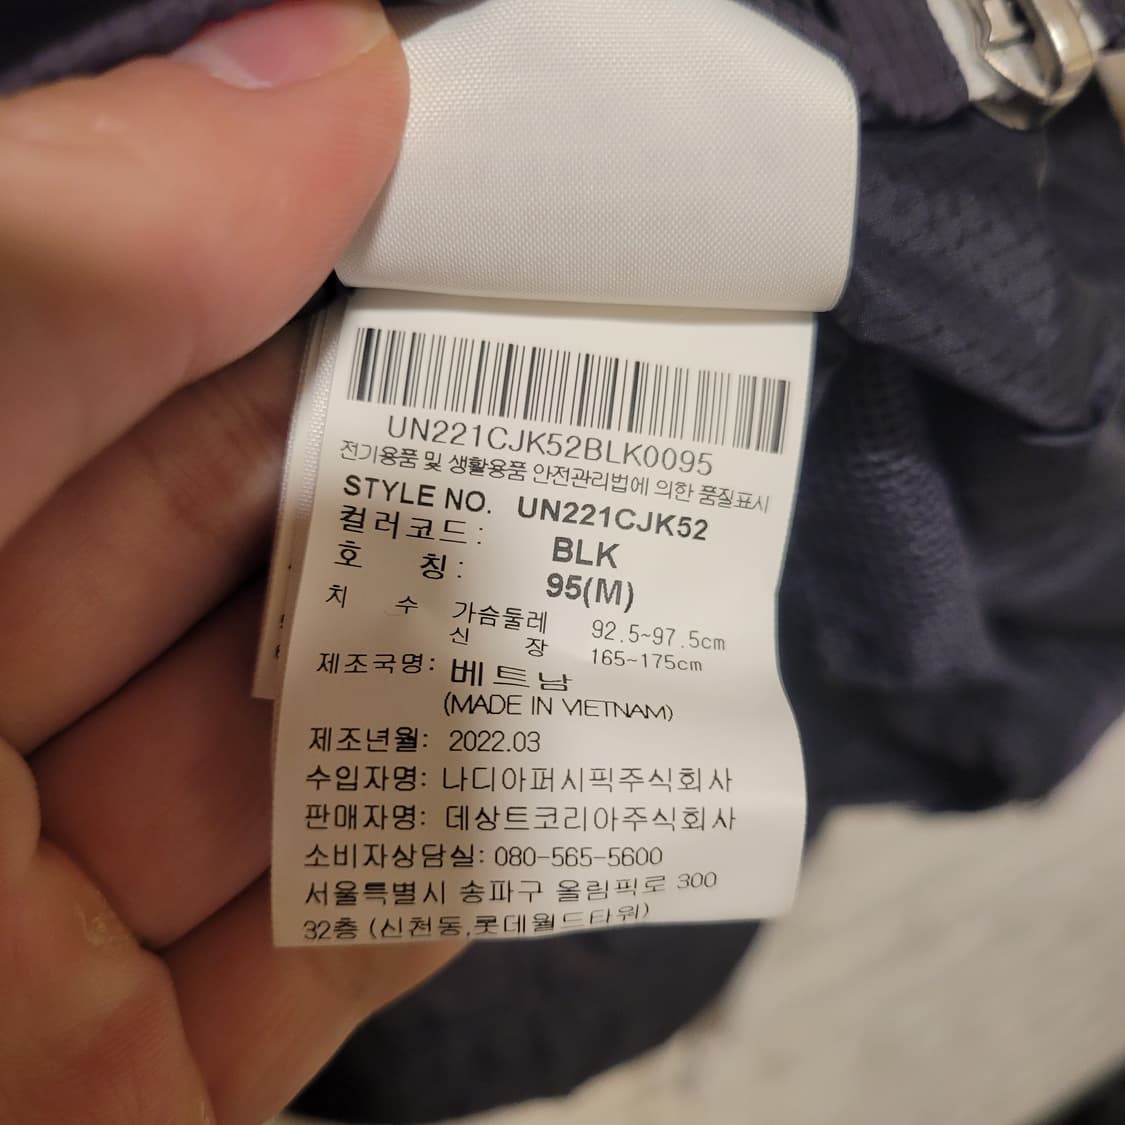 UN221CJK52BLK0095
전기용품 및 생활용품 안전관리법에 의한 품질표시
STYLE NO. UN221CJK52
컬러코드: BLK
호 칭: 95(M)
치 수 가슴둘레 92.5~97.5cm
신 장 165~175cm
제조국명: 베트남
(MADE IN VIETNAM)
제조년월: 2022.03
수입자명: 나디아퍼시픽주식회사
판매자명: 데상트코리아주식회사
소비자상담실: 080-565-5600
서울특별시 송파구 올림픽로 300
32층 (신천동,롯데월드타워)